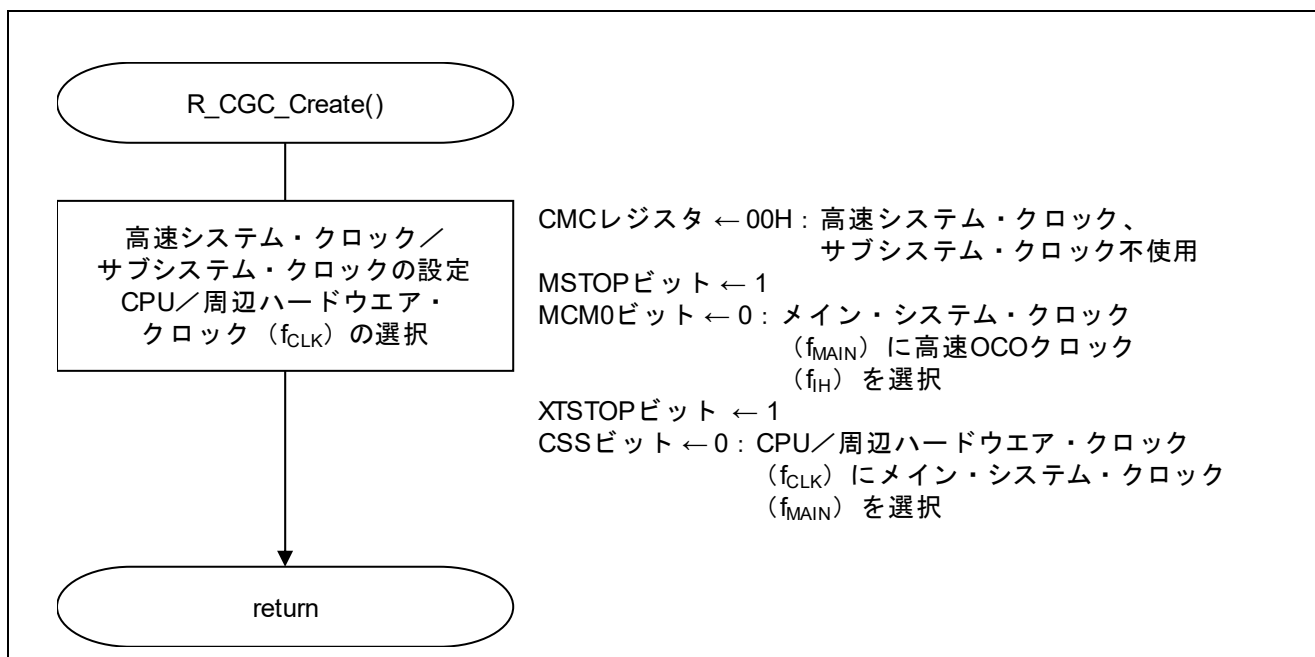 R_CGC_Create()
高速システム・クロック／
サブシステム・クロックの設定
CPU／周辺ハードウエア・
クロック（fCLK）の選択
CMCレジスタ ← 00H : 高速システム・クロック、
サブシステム・クロック不使用
MSTOPビット ← 1
MCM0ビット ← 0 : メイン・システム・クロック
（fMAIN）に高速OCOクロック
（fIH）を選択
XTSTOPビット ← 1
CSSビット ← 0 : CPU／周辺ハードウエア・クロック
（fCLK）にメイン・システム・クロック
（fMAIN）を選択
return